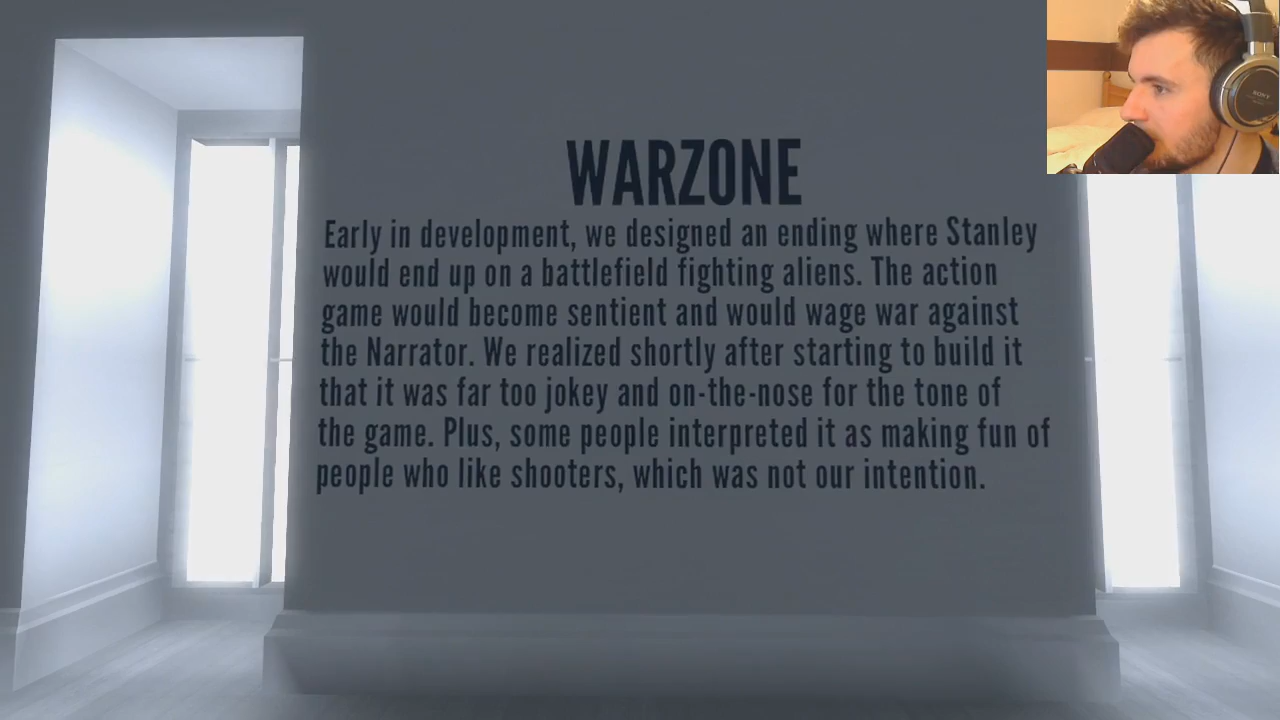 WARZONE
Early in development, we designed an ending where Stanley
would end up on a battlefield fighting aliens. The action
game would become sentient and would wage war against
the Narrator. We realized shortly after starting to build it
that it was far too jokey and on-the-nose for the tone of
the game. Plus, some people interpreted it as making fun of
people who like shooters, which was not our intention.
SONY